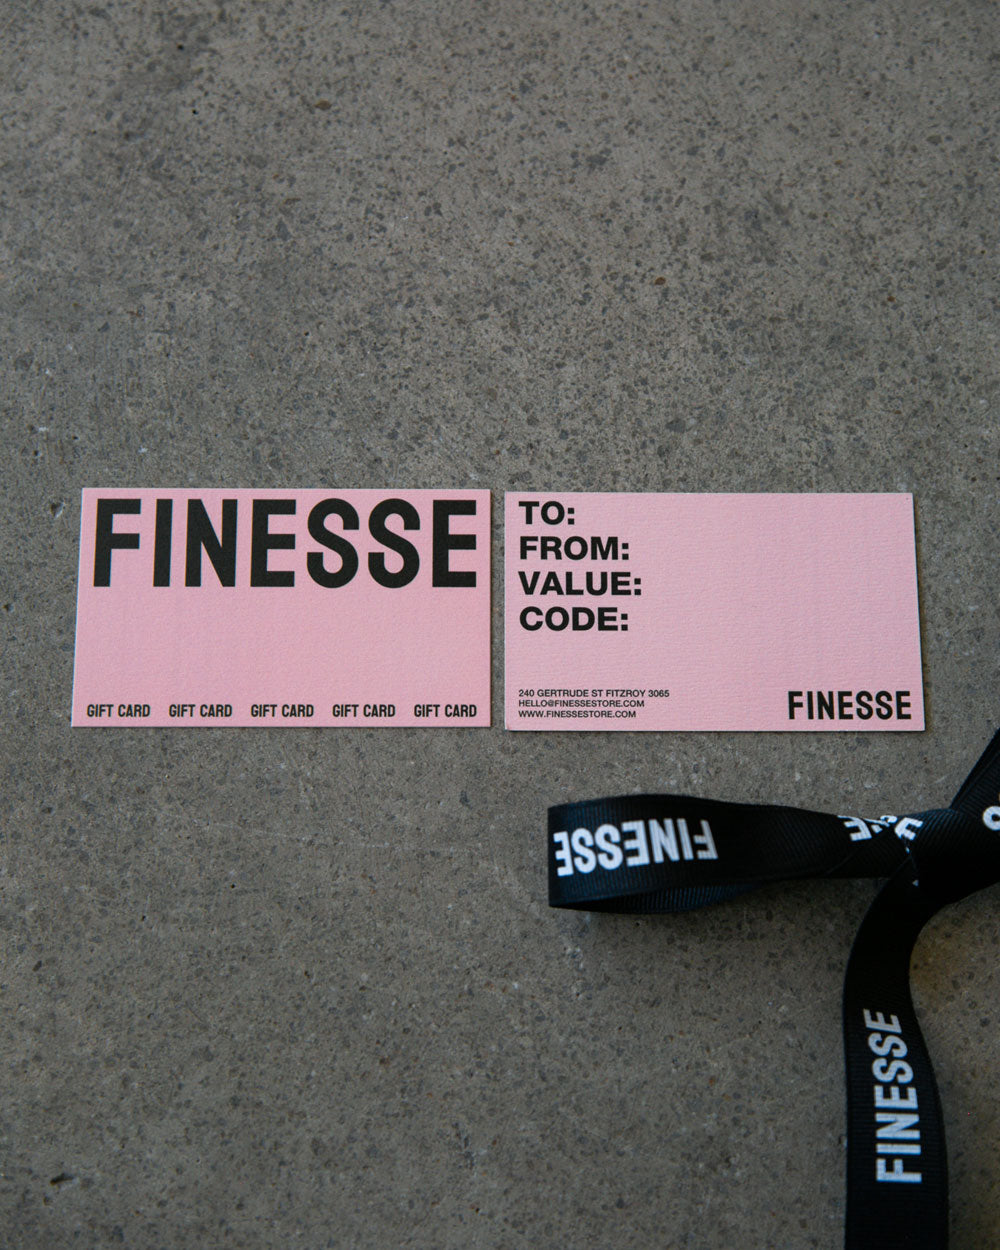 FINESSE
GIFT CARD GIFT CARD GIFT CARD GIFT CARD GIFT CARD
TO:
FROM:
VALUE:
CODE:
240 GERTRUDE ST FITZROY 3065
HELLO@FINESSESTORE.COM
WWW.FINESSESTORE.COM
FINESSE
FINESSE
FINESSE